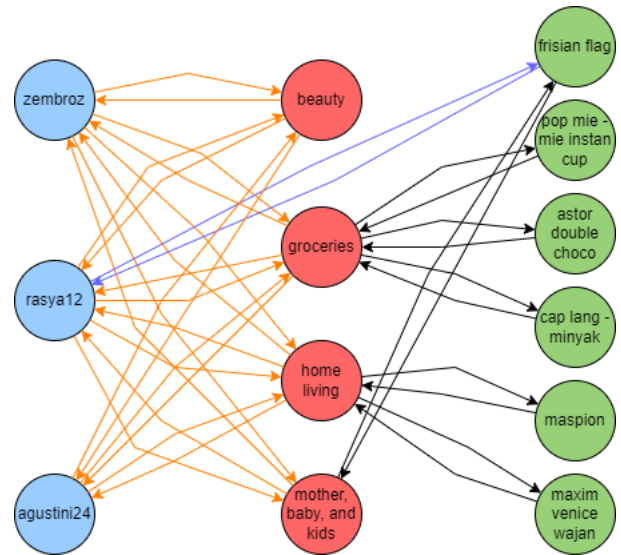 zembroz
rasya12
agustini24
beauty
groceries
home
living
mother,
baby, and
kids
frisian flag
pop mie -
mie instan
cup
astor
double
choco
cap lang -
minyak
maspion
maxim
venice
wajan